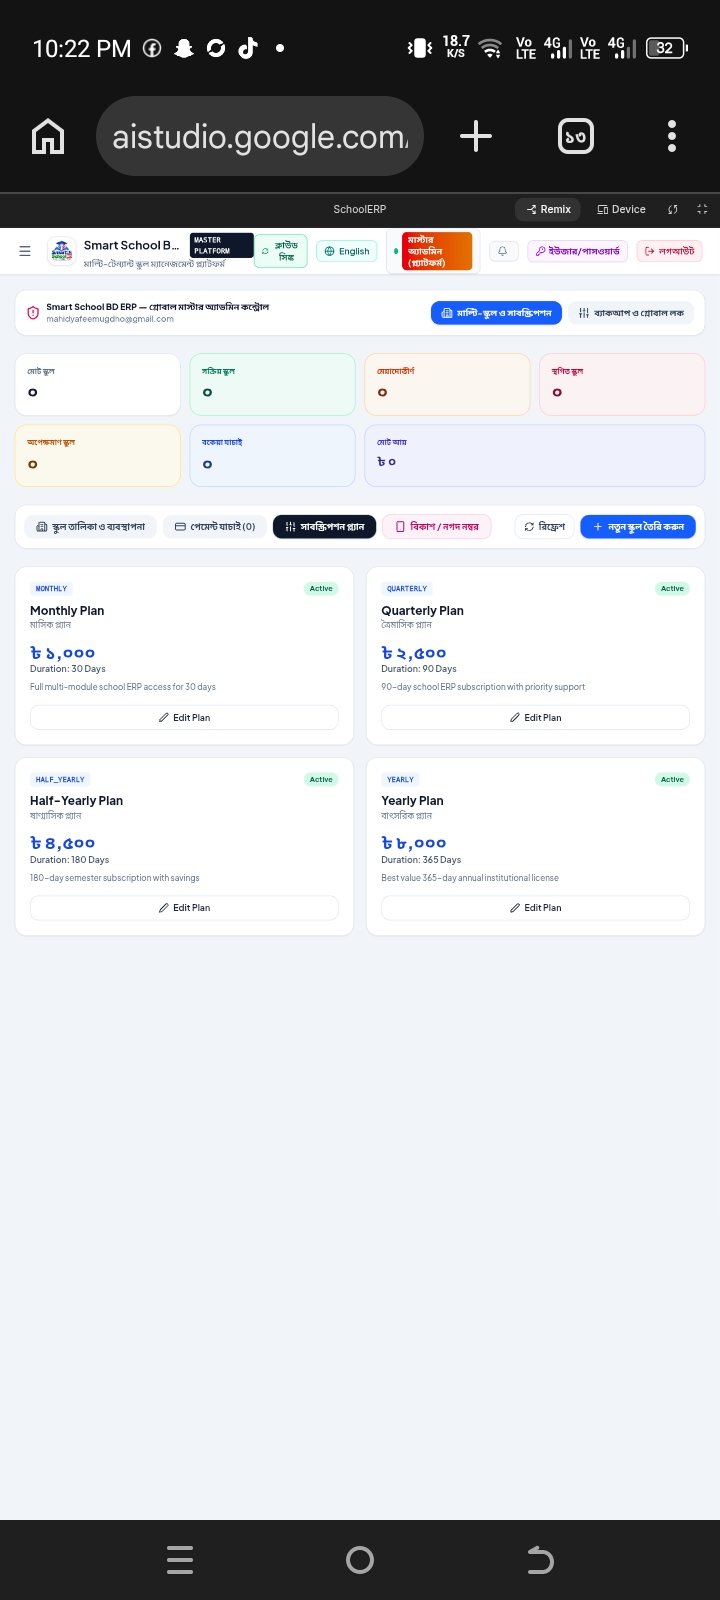 10:22 PM
18.7 K/S
Vo LTE 4G Vo LTE 4G 32
aistudio.google.com/
১৩
SchoolERP
Remix
Device
Smart School B...
MASTER PLATFORM
মাল্টি-টেন্যান্ট স্কুল ম্যানেজমেন্ট প্ল্যাটফর্ম
ক্লাউড সিঙ্ক
English
মাস্টার অ্যাডমিন (প্ল্যাটফর্ম)
ইউজার/পাসওয়ার্ড
লগআউট
Smart School BD ERP — গ্লোবাল মাস্টার অ্যাডমিন কন্ট্রোল
mahidyafeemugdho@gmail.com
মাল্টি-স্কুল ও সাবস্ক্রিপশন
ব্যাকআপ ও গ্লোবাল লক
মোট স্কুল
০
সক্রিয় স্কুল
০
মেয়াদোত্তীর্ণ
০
স্থগিত স্কুল
০
অপেক্ষমাণ স্কুল
০
বকেয়া যাচাই
০
মোট আয়
৳ ০
স্কুল তালিকা ও ব্যবস্থাপনা
পেমেন্ট যাচাই (0)
সাবস্ক্রিপশন প্ল্যান
বিকাশ / নগদ নম্বর
রিফ্রেশ
নতুন স্কুল তৈরি করুন
MONTHLY
Active
Monthly Plan
মাসিক প্ল্যান
৳ ১,০০০
Duration: 30 Days
Full multi-module school ERP access for 30 days
Edit Plan
QUARTERLY
Active
Quarterly Plan
ত্রৈমাসিক প্ল্যান
৳ ২,৫০০
Duration: 90 Days
90-day school ERP subscription with priority support
Edit Plan
HALF_YEARLY
Active
Half-Yearly Plan
ষাণ্মাসিক প্ল্যান
৳ ৪,৫০০
Duration: 180 Days
180-day semester subscription with savings
Edit Plan
YEARLY
Active
Yearly Plan
বাৎসরিক প্ল্যান
৳ ৮,০০০
Duration: 365 Days
Best value 365-day annual institutional license
Edit Plan